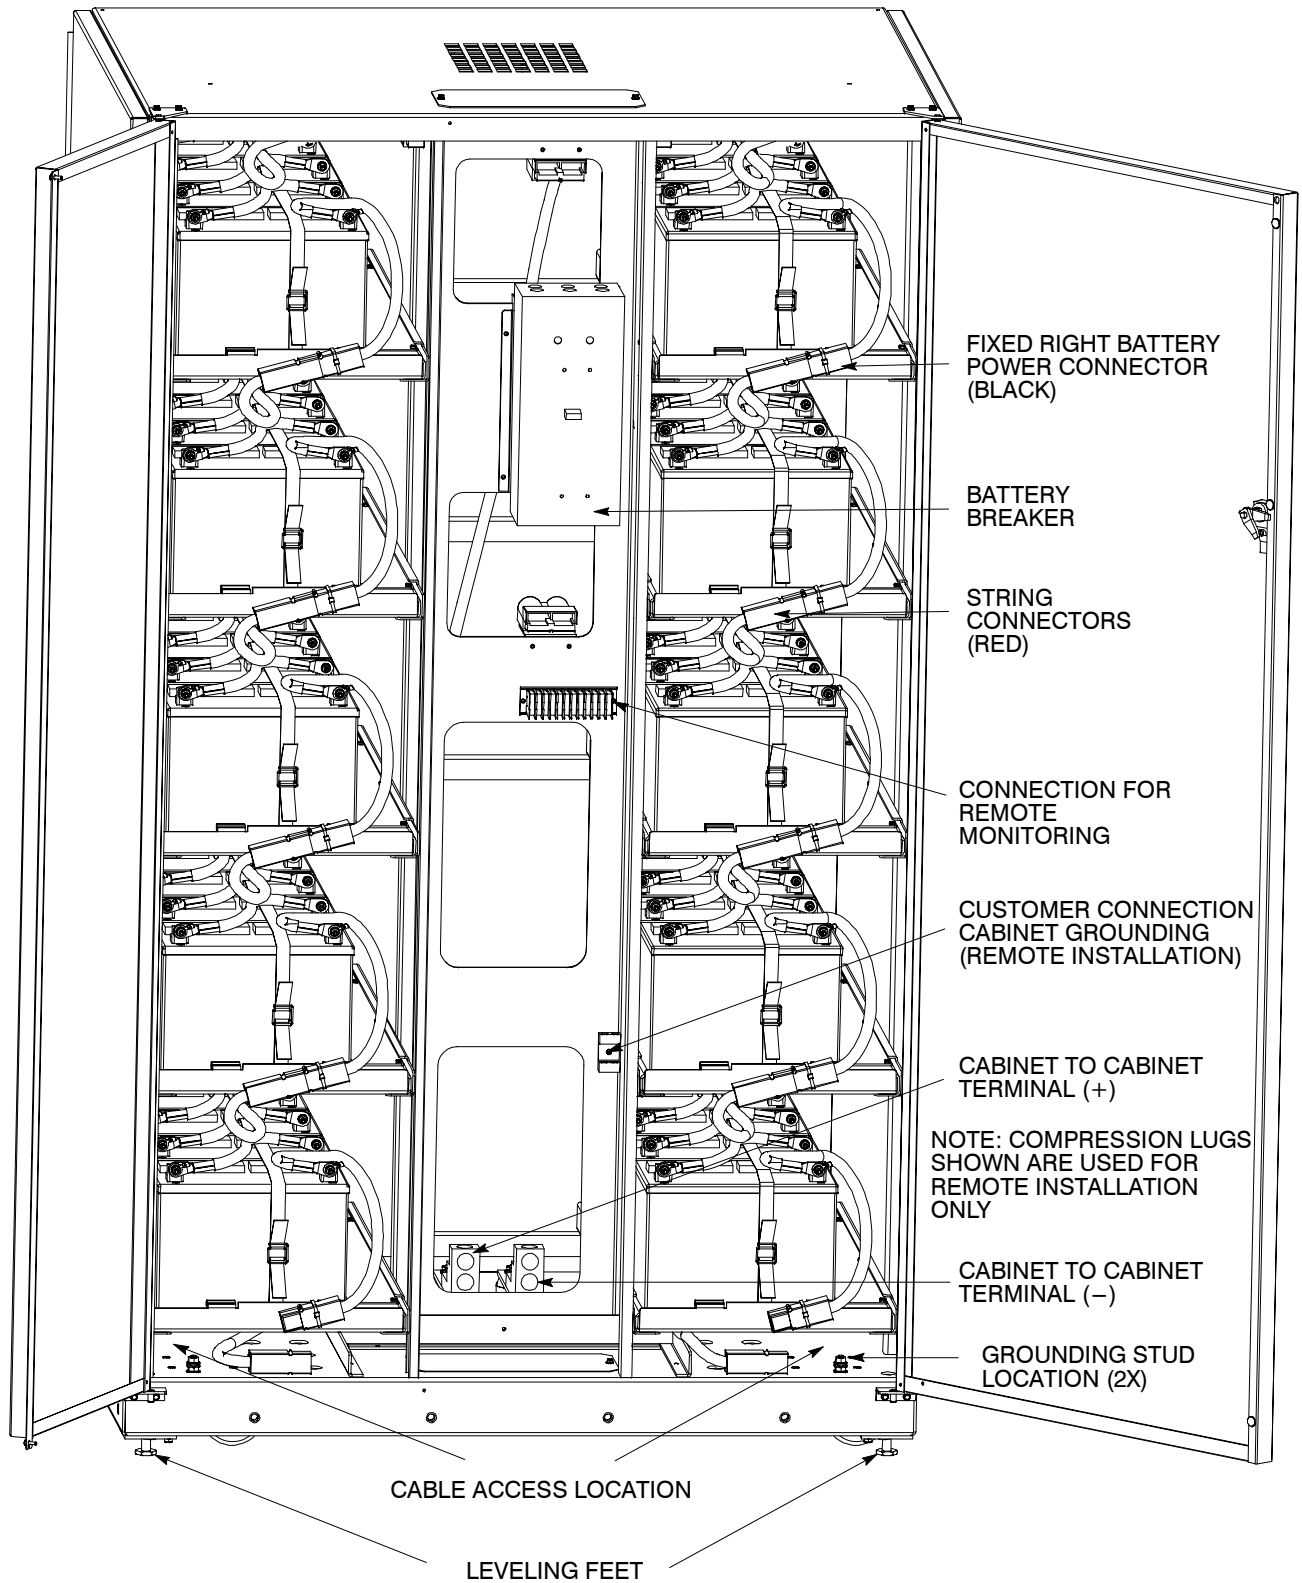 FIXED RIGHT BATTERY
POWER CONNECTOR
(BLACK)
BATTERY
BREAKER
STRING
CONNECTORS
(RED)
CONNECTION FOR
REMOTE
MONITORING
CUSTOMER CONNECTION
CABINET GROUNDING
(REMOTE INSTALLATION)
CABINET TO CABINET
TERMINAL (+)
NOTE: COMPRESSION LUGS
SHOWN ARE USED FOR
REMOTE INSTALLATION
ONLY
CABINET TO CABINET
TERMINAL (−)
GROUNDING STUD
LOCATION (2X)
CABLE ACCESS LOCATION
LEVELING FEET